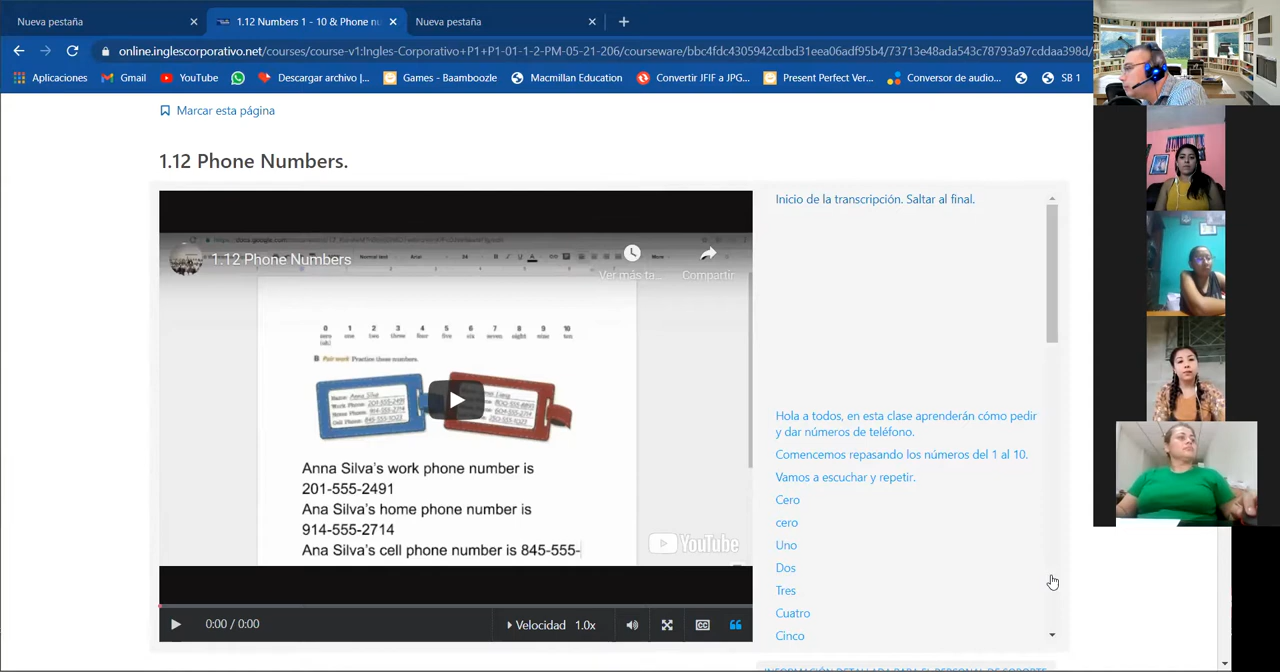 Nueva pestaña
1.12 Numbers 1 - 10 & Phone nu
Nueva pestaña
online.inglescorporativo.net/courses/course-v1:Ingles-Corporativo+P1+P1-01-1-2-PM-05-21-206/courseware/bbc4fdc4305942cdbd31eea06adf95b4/73713e48ada543c78793a97cddaa398d/
Aplicaciones
Gmail
YouTube
Descargar archivo |...
Games - Baamboozle
Macmillan Education
Convertir JFIF a JPG...
Present Perfect Ver...
Conversor de audio...
SB 1
Marcar esta página
1.12 Phone Numbers.
1.12 Phone Numbers
Ver más ta...
Compartir
0 1 2 3 4 5 6 7 8 9 10
zero one two three four five six seven eight nine ten
(oh)
B Pair work Practice these numbers.
Anna Silva's work phone number is
201-555-2491
Ana Silva's home phone number is
914-555-2714
Ana Silva's cell phone number is 845-555-
YouTube
0:00 / 0:00
Velocidad 1.0x
Inicio de la transcripción. Saltar al final.
Hola a todos, en esta clase aprenderán cómo pedir
y dar números de teléfono.
Comencemos repasando los números del 1 al 10.
Vamos a escuchar y repetir.
Cero
cero
Uno
Dos
Tres
Cuatro
Cinco
INFORMACIÓN DETALLADA PARA EL PERSONAL DE SOPORTE